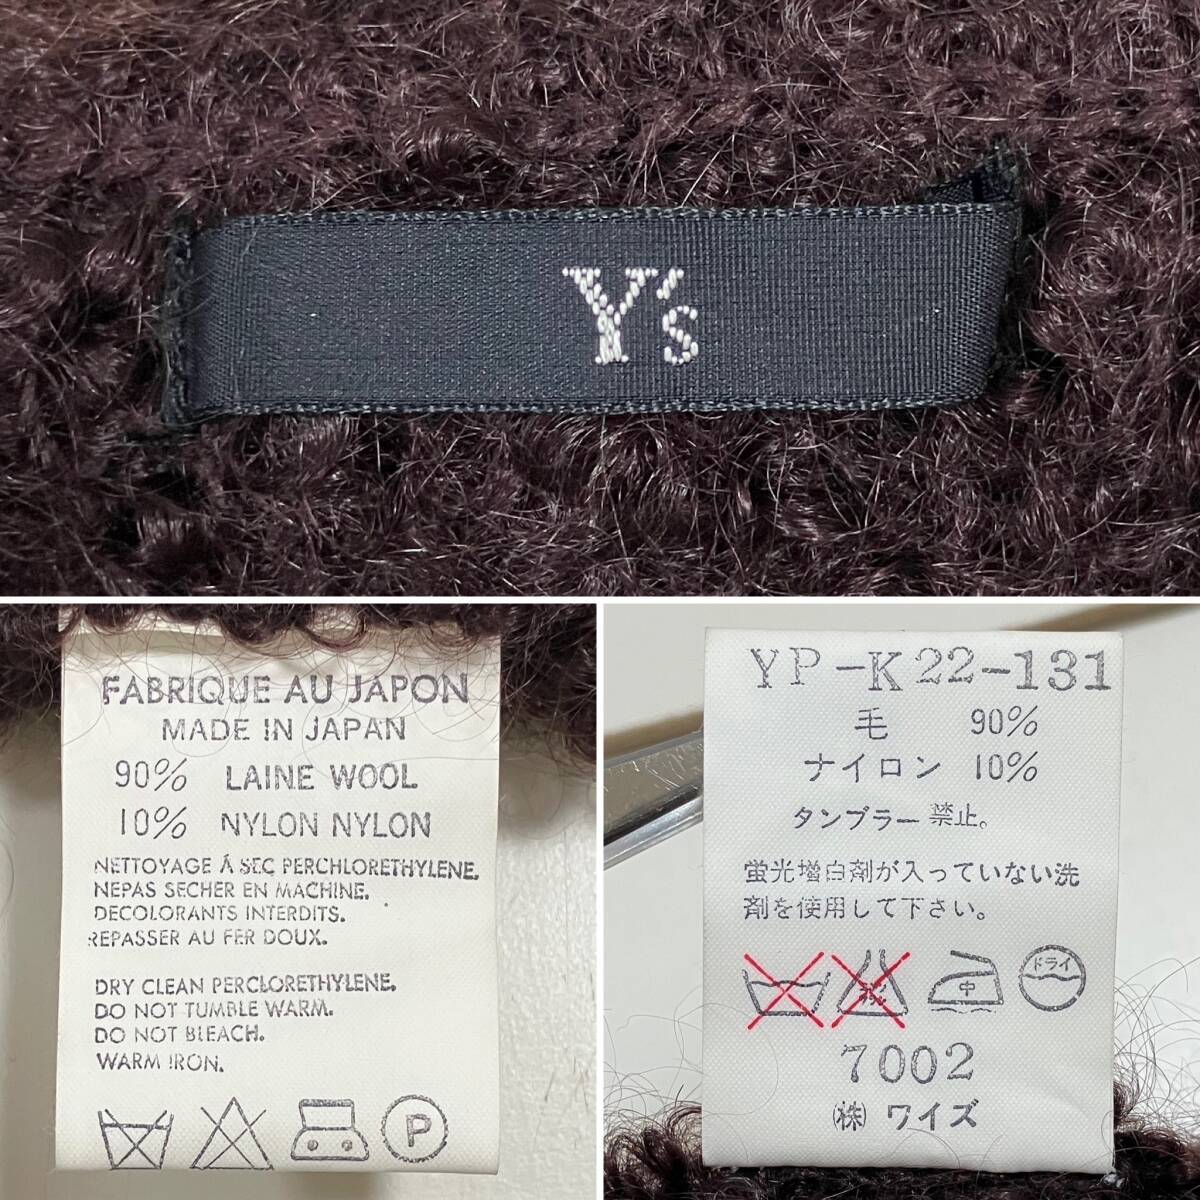 Y's
FABRIQUE AU JAPON
MADE IN JAPAN
90% LAINE WOOL
10% NYLON NYLON
NETTOYAGE Á SEC PERCHLORETHYLENE.
NEPAS SECHER EN MACHINE.
DECOLORANTS INTERDITS.
REPASSER AU FER DOUX.
DRY CLEAN PERCLORETHYLENE.
DO NOT TUMBLE WARM.
DO NOT BLEACH.
WARM IRON.
P
YP-K22-131
毛 90%
ナイロン 10%
タンブラー禁止。
蛍光増白剤が入っていない洗
剤を使用して下さい。
中 ドライ
7002
㈱ ワイズ